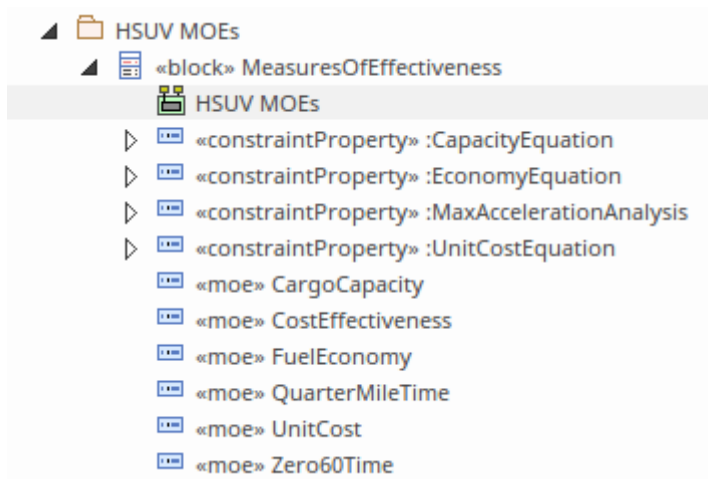 HSUV MOEs
«block» MeasuresOfEffectiveness
HSUV MOEs
«constraintProperty» :CapacityEquation
«constraintProperty» :EconomyEquation
«constraintProperty» :MaxAccelerationAnalysis
«constraintProperty» :UnitCostEquation
«moe» CargoCapacity
«moe» CostEffectiveness
«moe» FuelEconomy
«moe» QuarterMileTime
«moe» UnitCost
«moe» Zero60Time